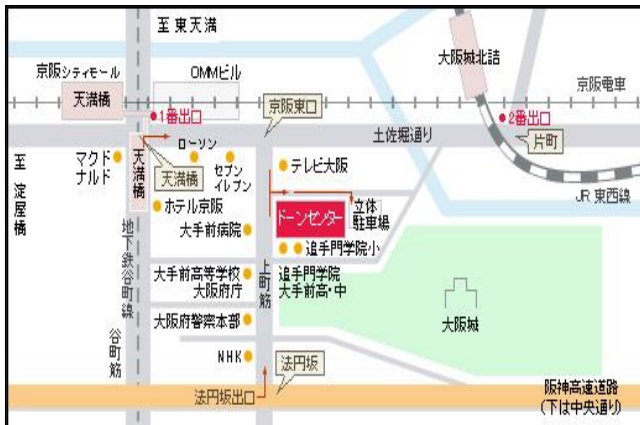 至東天満
大阪城北詰
京阪シティモール
天満橋
OMMビル
京阪東口
京阪電車
1番出口
2番出口
土佐堀通り
片町
至淀屋橋
マクド
ナルド
天満橋
天満橋
ローソン
セブン
イレブン
テレビ大阪
JR東西線
ホテル京阪
ドーンセンター
立体
駐車場
大手前病院
追手門学院小
地下鉄谷町線
上町筋
大手前高等学校
大阪府庁
追手門学院
大手前高・中
大阪府警察本部
大阪城
谷町筋
NHK
法円坂
法円坂出口
阪神高速道路
(下は中央通り)